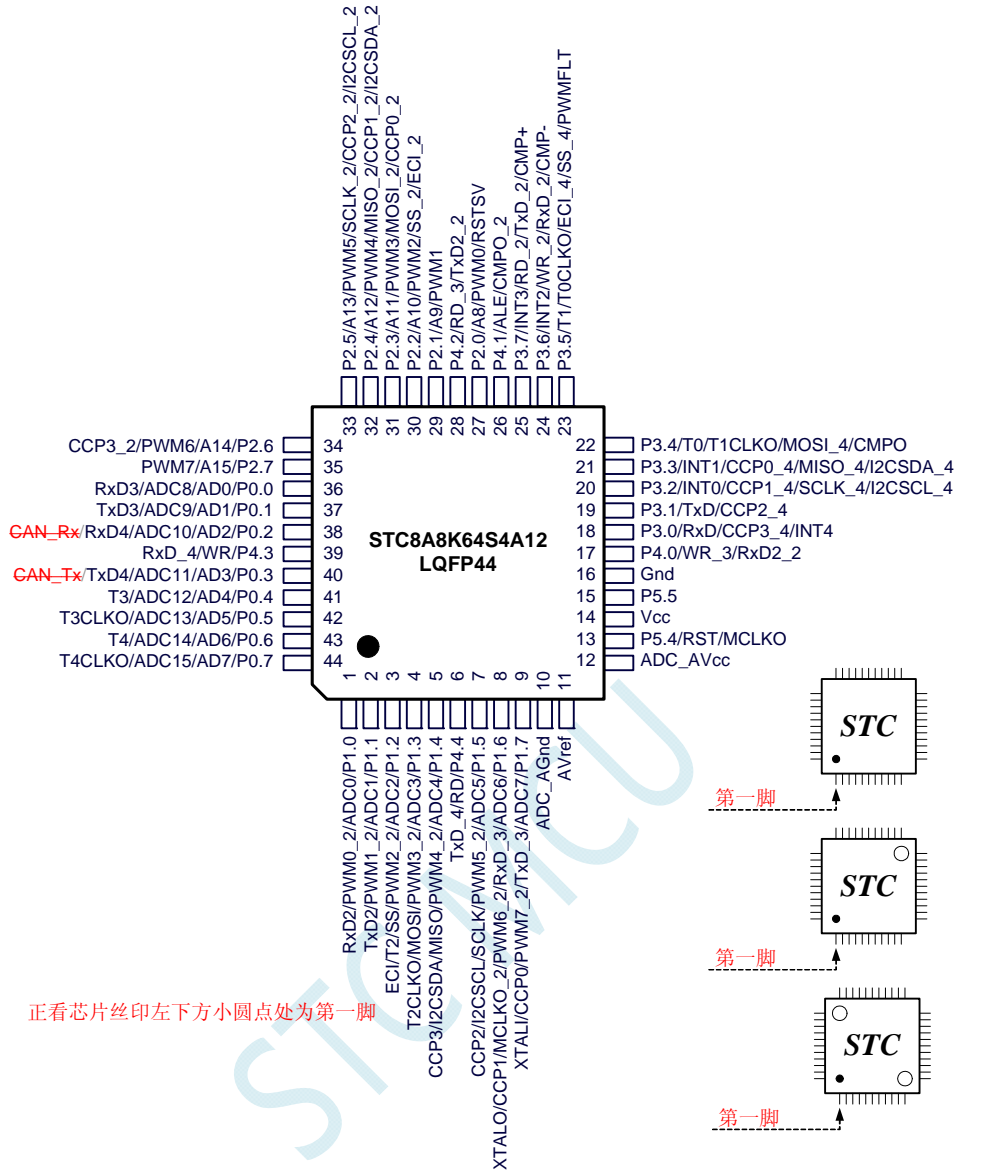 P2.5/A13/PWM5/SCLK_2/CCP2_2/I2CSCL_2
P2.4/A12/PWM4/MISO_2/CCP1_2/I2CSDA_2
P2.3/A11/PWM3/MOSI_2/CCP0_2
P2.2/A10/PWM2/SS_2/ECI_2
P2.1/A9/PWM1
P4.2/RD_3/TxD2_2
P2.0/A8/PWM0/RSTSV
P4.1/ALE/CMPO_2
P3.7/INT3/RD_2/TxD_2/CMP+
P3.6/INT2/WR_2/RxD_2/CMP-
P3.5/T1/T0CLKO/ECI_4/SS_4/PWMFLT
33 32 31 30 29 28 27 26 25 24 23
CCP3_2/PWM6/A14/P2.6 34
PWM7/A15/P2.7 35
RxD3/ADC8/AD0/P0.0 36
TxD3/ADC9/AD1/P0.1 37
CAN_Rx/RxD4/ADC10/AD2/P0.2 38
RxD_4/WR/P4.3 39
CAN_Tx/TxD4/ADC11/AD3/P0.3 40
T3/ADC12/AD4/P0.4 41
T3CLKO/ADC13/AD5/P0.5 42
T4/ADC14/AD6/P0.6 43
T4CLKO/ADC15/AD7/P0.7 44
STC8A8K64S4A12
LQFP44
22 P3.4/T0/T1CLKO/MOSI_4/CMPO
21 P3.3/INT1/CCP0_4/MISO_4/I2CSDA_4
20 P3.2/INT0/CCP1_4/SCLK_4/I2CSCL_4
19 P3.1/TxD/CCP2_4
18 P3.0/RxD/CCP3_4/INT4
17 P4.0/WR_3/RxD2_2
16 Gnd
15 P5.5
14 Vcc
13 P5.4/RST/MCLKO
12 ADC_AVcc
1 2 3 4 5 6 7 8 9 10 11
RxD2/PWM0_2/ADC0/P1.0
TxD2/PWM1_2/ADC1/P1.1
ECI/T2/SS/PWM2_2/ADC2/P1.2
T2CLKO/MOSI/PWM3_2/ADC3/P1.3
CCP3/I2CSDA/MISO/PWM4_2/ADC4/P1.4
TxD_4/RD/P4.4
CCP2/I2CSCL/SCLK/PWM5_2/ADC5/P1.5
XTALO/CCP1/MCLKO_2/PWM6_2/RxD_3/ADC6/P1.6
XTALI/CCP0/PWM7_2/TxD_3/ADC7/P1.7
ADC_AGnd
AVref
正看芯片丝印左下方小圆点处为第一脚
STC
第一脚
STC
第一脚
STC
第一脚
STCMCU